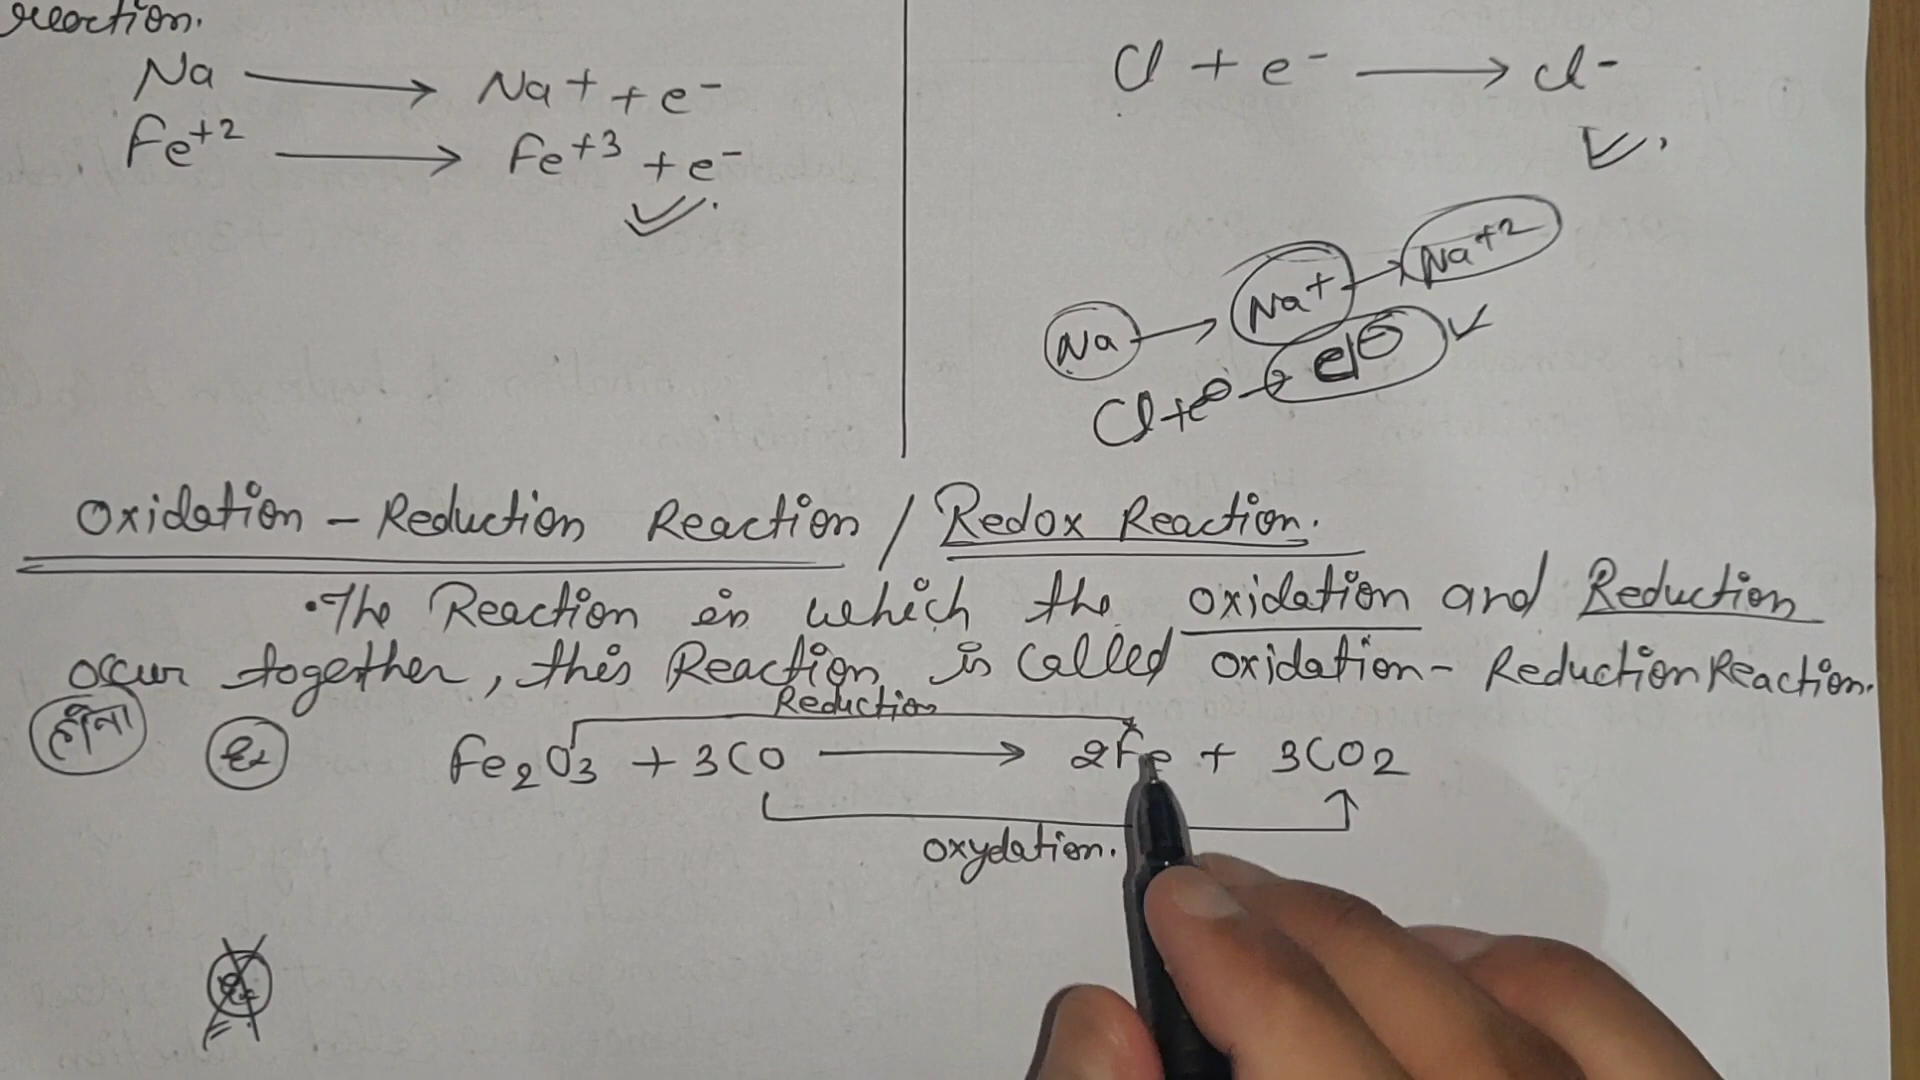 reaction.
Na ⟶ Na+ + e-
Fe+2 ⟶ Fe+3 + e-
Cl + e- ⟶ Cl-
Na → Na+ → Na+2
Cl + e⊖ → Cl⊖
Oxidation - Reduction Reaction / Redox Reaction.
• The Reaction in which the oxidation and Reduction
occur together, this Reaction is called oxidation- Reduction Reaction.
Reduction
Fe2O3 + 3CO ⟶ 2Fe + 3CO2
oxydation.